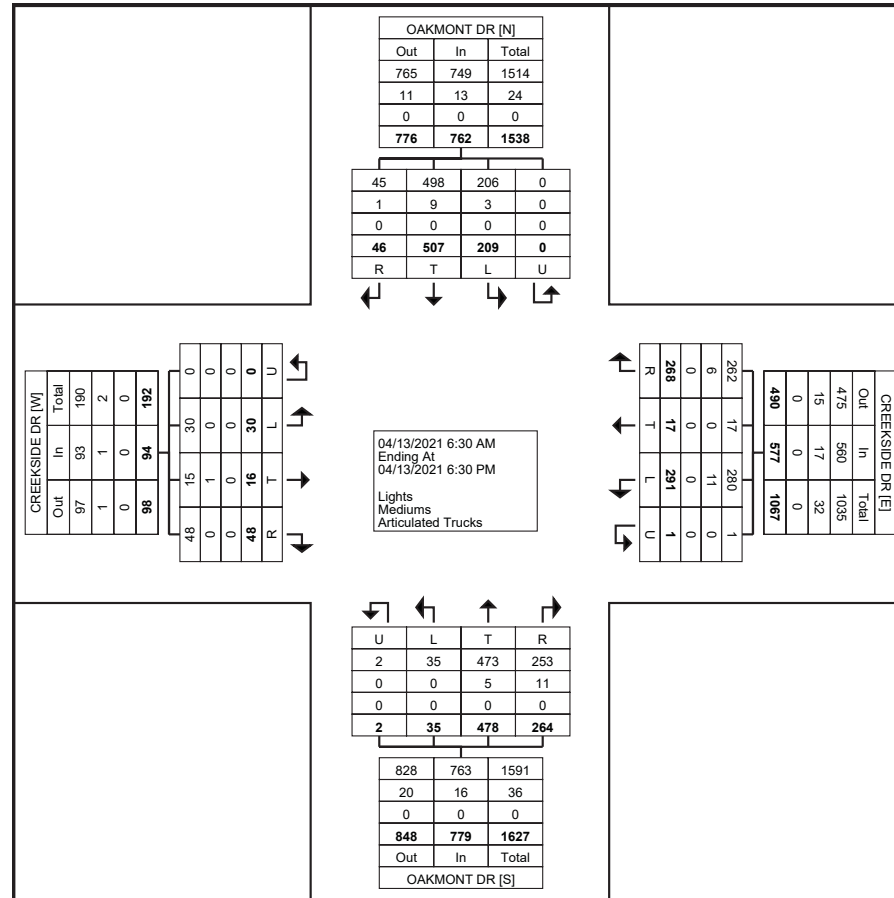 OAKMONT DR [N]
Out In Total
765 749 1514
11 13 24
0 0 0
776 762 1538
45 498 206 0
1 9 3 0
0 0 0 0
46 507 209 0
R T L U
CREEKSIDE DR [W]
Total In Out
190 93 97
2 1 1
0 0 0
192 94 98
0 30 15 48
0 0 1 0
0 0 0 0
0 30 16 48
U L T R
04/13/2021 6:30 AM
Ending At
04/13/2021 6:30 PM
Lights
Mediums
Articulated Trucks
R T L U
268 17 291 1
0 0 0 0
6 0 11 0
262 17 280 1
490 577 1067
0 0 0
15 17 32
475 560 1035
Out In Total
CREEKSIDE DR [E]
U L T R
2 35 473 253
0 0 5 11
0 0 0 0
2 35 478 264
828 763 1591
20 16 36
0 0 0
848 779 1627
Out In Total
OAKMONT DR [S]